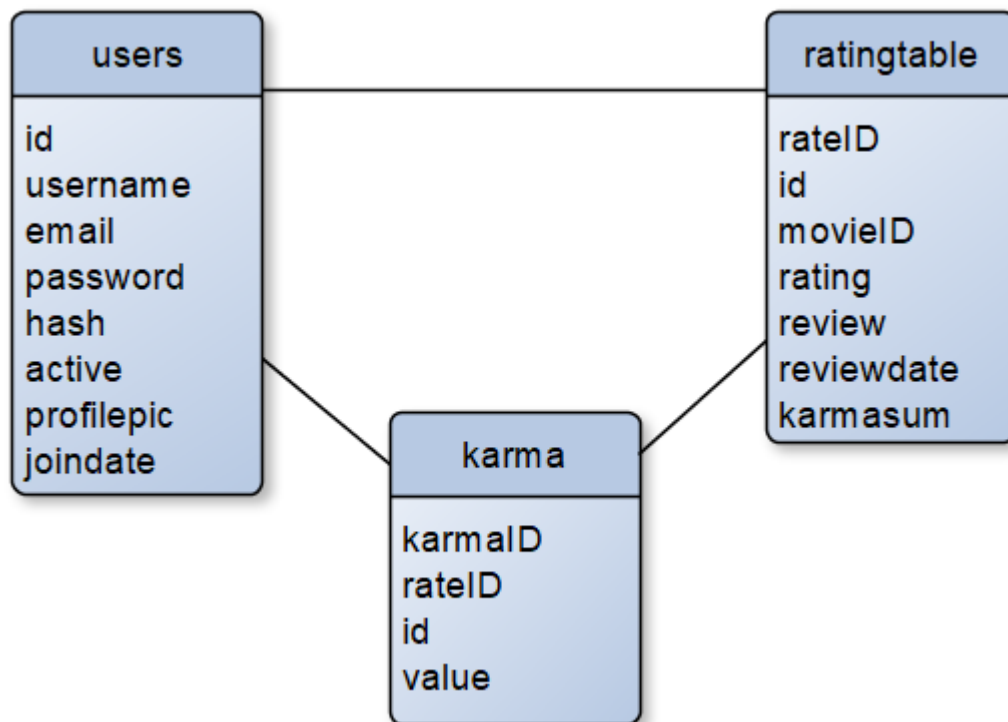 users
id
username
email
password
hash
active
profilepic
joindate
ratingtable
rateID
id
movieID
rating
review
reviewdate
karmasum
karma
karmaID
rateID
id
value